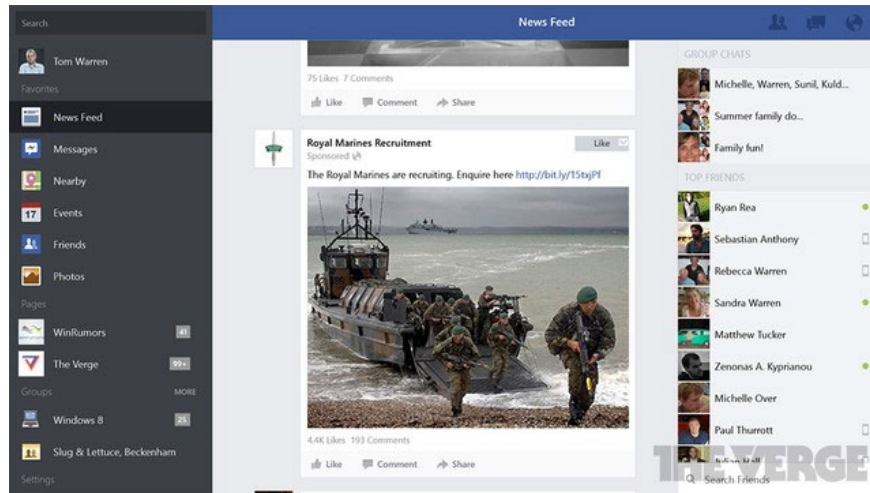 Search
Tom Warren
Favorites
News Feed
Messages
Nearby
17
Events
Friends
Photos
Pages
WinRumors
41
The Verge
99+
Groups
MORE
Windows 8
25
Slug & Lettuce, Beckenham
Settings
News Feed
75 Likes 7 Comments
Like
Comment
Share
Royal Marines Recruitment
Like
Sponsored
The Royal Marines are recruiting. Enquire here http://bit.ly/15txjPf
4.4K Likes 193 Comments
Like
Comment
Share
GROUP CHATS
Michelle, Warren, Sunil, Kuld...
Summer family do...
Family fun!
TOP FRIENDS
Ryan Rea
Sebastian Anthony
Rebecca Warren
Sandra Warren
Matthew Tucker
Zenonas A. Kyprianou
Michelle Over
Paul Thurrott
Search Friends
THE VERGE